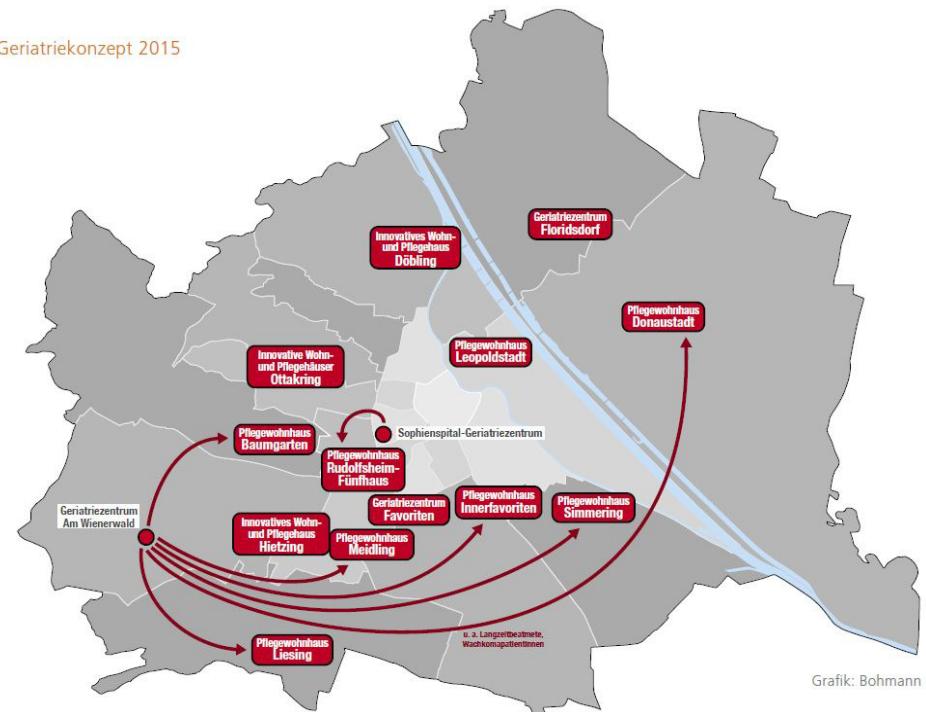 Geriatriekonzept 2015
Geriatriezentrum
Floridsdorf
Innovatives Wohn-
und Pflegehaus
Döbling
Pflegewohnhaus
Donaustadt
Pflegewohnhaus
Leopoldstadt
Innovative Wohn-
und Pflegehäuser
Ottakring
Pflegewohnhaus
Baumgarten
Sophienspital-Geriatriezentrum
Pflegewohnhaus
Rudolfsheim-
Fünfhaus
Geriatriezentrum
Am Wienerwald
Geriatriezentrum
Favoriten
Pflegewohnhaus
Innerfavoriten
Pflegewohnhaus
Simmering
Innovatives Wohn-
und Pflegehaus
Hietzing
Pflegewohnhaus
Meidling
Pflegewohnhaus
Liesing
u. a. Langzeitbeatmete,
WachkomapatientInnen
Grafik: Bohmann